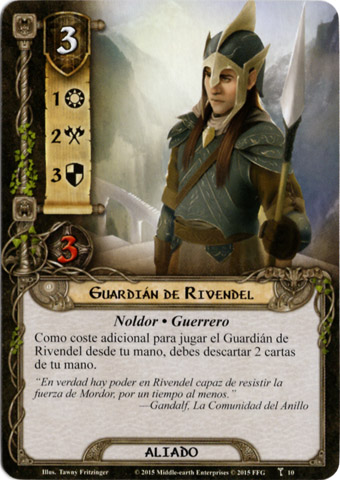 3
1
2
3
3
Guardián de Rivendel
Noldor • Guerrero
Como coste adicional para jugar el Guardián de
Rivendel desde tu mano, debes descartar 2 cartas
de tu mano.
“En verdad hay poder en Rivendel capaz de resistir la
fuerza de Mordor, por un tiempo al menos.”
—Gandalf, La Comunidad del Anillo
ALIADO
Illus. Tawny Fritzinger © 2015 Middle-earth Enterprises © 2015 FFG 10